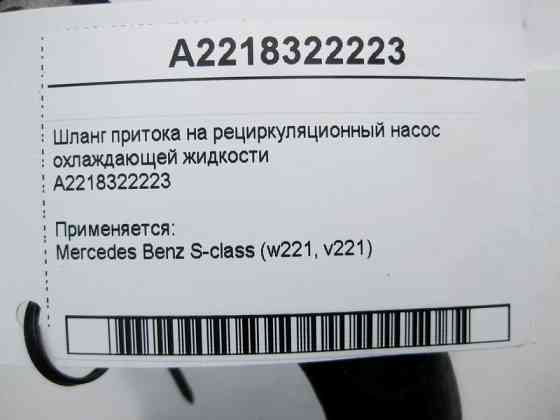 A2218322223
Шланг притока на рециркуляционный насос
охлаждающей жидкости
A2218322223
Применяется:
Mercedes Benz S-class (w221, v221)